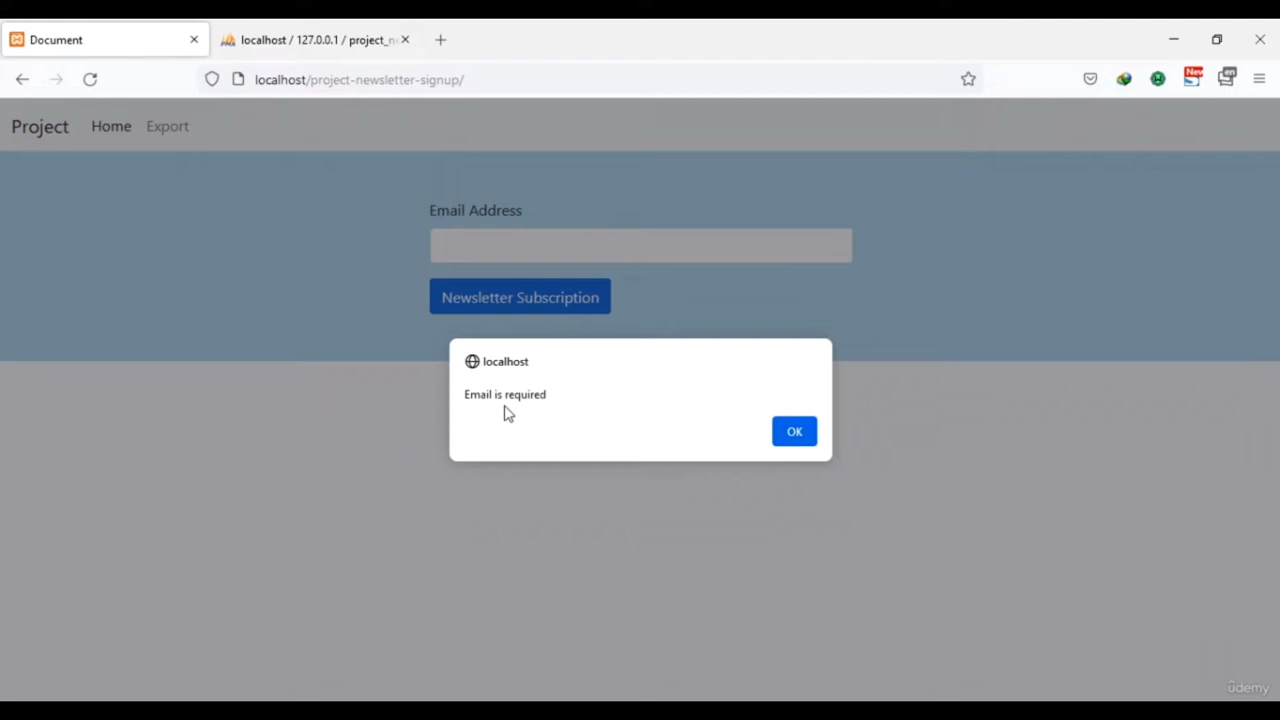 Document
localhost / 127.0.0.1 / project_n
New
en
localhost/project-newsletter-signup/
Project Home Export
Email Address
Newsletter Subscription
localhost
Email is required
OK
ûdemy